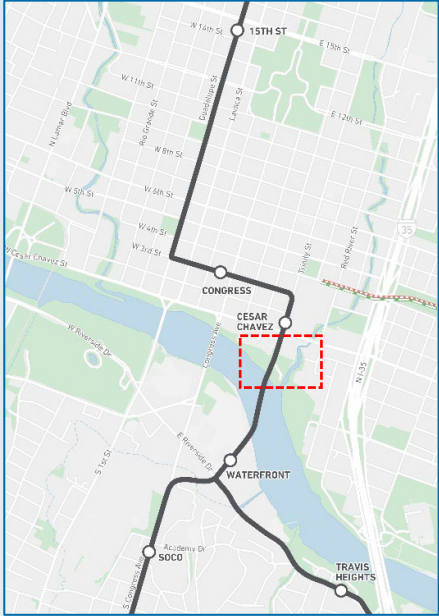 W 15th St
15TH ST
E 15th St
W 11th St
Guadalupe St
Lavaca St
N Lamar Blvd
Rio Grande St
E 12th St
W 8th St
W 5th St
W 6th St
W 4th St
W 3rd St
Trinity St
Red River St
35
W Cesar Chavez St
CONGRESS
CESAR
CHAVEZ
W Riverside Dr
Congress Ave
N I-35
S 1st St
E Riverside Dr
WATERFRONT
Academy Dr
SOCO
S Congress Ave
TRAVIS
HEIGHTS